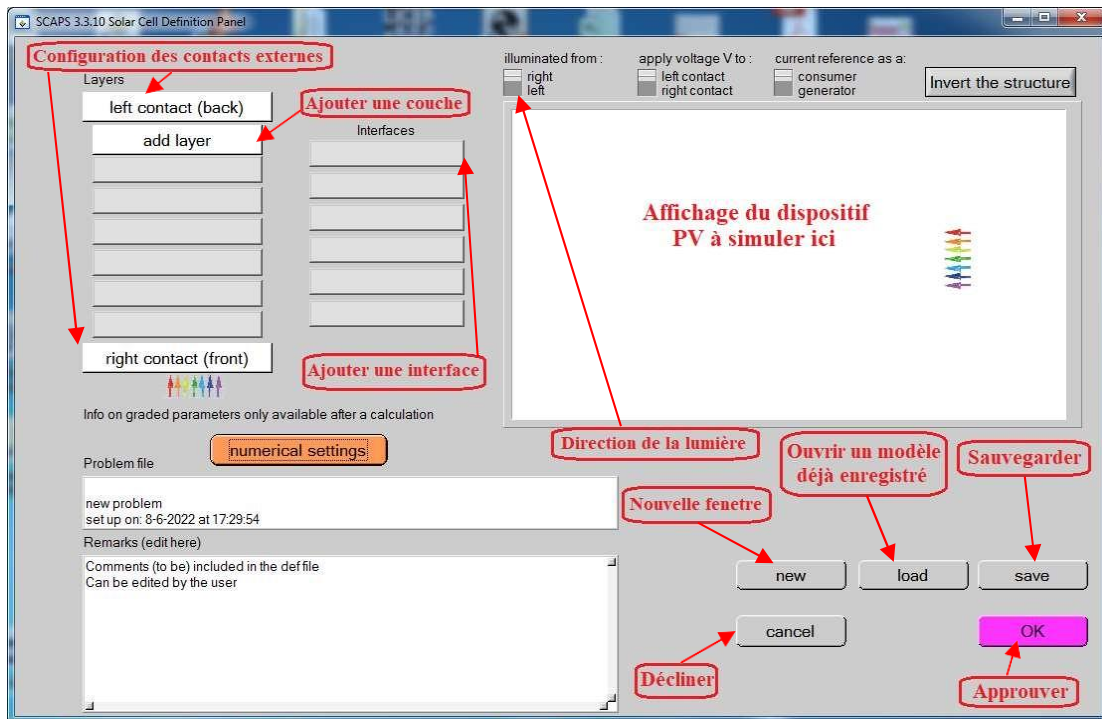 SCAPS 3.3.10 Solar Cell Definition Panel
Configuration des contacts externes
Layers
left contact (back)
Ajouter une couche
add layer
Interfaces
illuminated from :
right
left
apply voltage V to :
left contact
right contact
current reference as a:
consumer
generator
Invert the structure
Affichage du dispositif
PV à simuler ici
right contact (front)
Ajouter une interface
Info on graded parameters only available after a calculation
numerical settings
Direction de la lumière
Ouvrir un modèle
déjà enregistré
Sauvegarder
Problem file
new problem
set up on: 8-6-2022 at 17:29:54
Nouvelle fenetre
Remarks (edit here)
Comments (to be) included in the def file
Can be edited by the user
new
load
save
cancel
OK
Décliner
Approuver